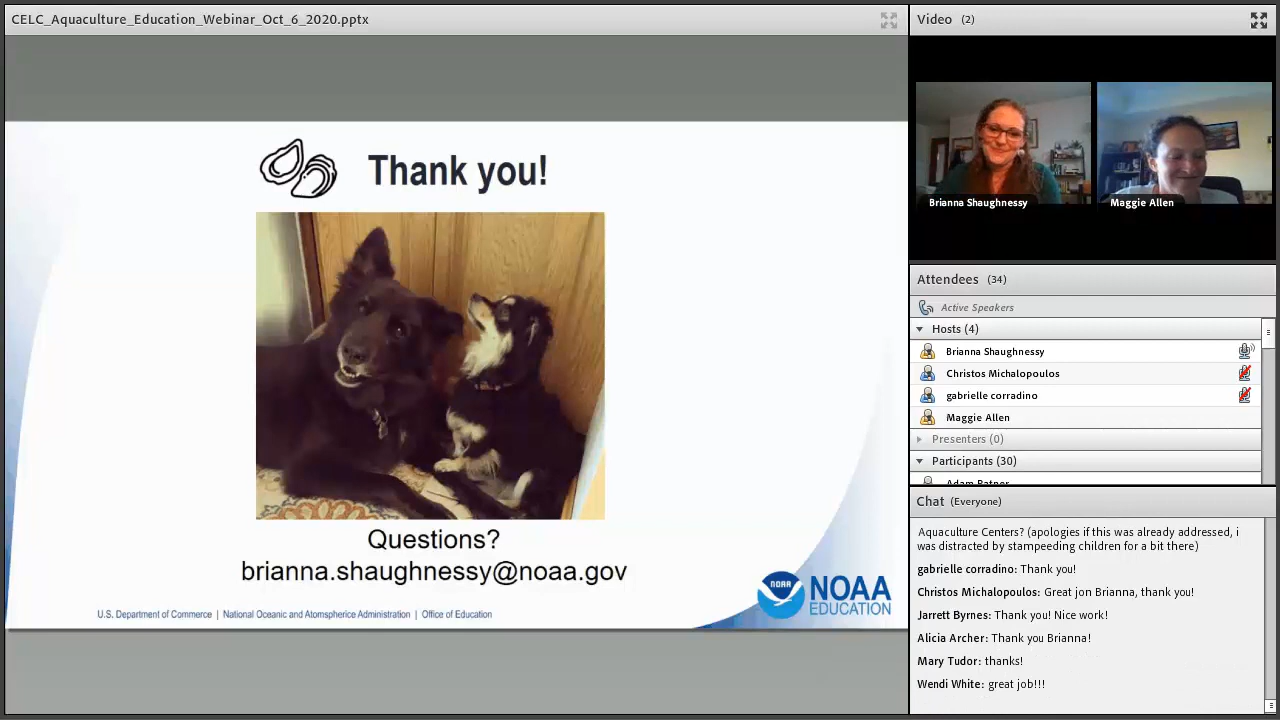 CELC_Aquaculture_Education_Webinar_Oct_6_2020.pptx
Thank you!
Questions?
brianna.shaughnessy@noaa.gov
U.S. Department of Commerce | National Oceanic and Atomspherice Administration | Office of Education
NOAA
NOAA
EDUCATION
Video (2)
Brianna Shaughnessy
Maggie Allen
Attendees (34)
Active Speakers
Hosts (4)
Brianna Shaughnessy
Christos Michalopoulos
gabrielle corradino
Maggie Allen
Presenters (0)
Participants (30)
Adam Ratner
Chat (Everyone)
Aquaculture Centers? (apologies if this was already addressed, i
was distracted by stampeeding children for a bit there)
gabrielle corradino: Thank you!
Christos Michalopoulos: Great jon Brianna, thank you!
Jarrett Byrnes: Thank you! Nice work!
Alicia Archer: Thank you Brianna!
Mary Tudor: thanks!
Wendi White: great job!!!